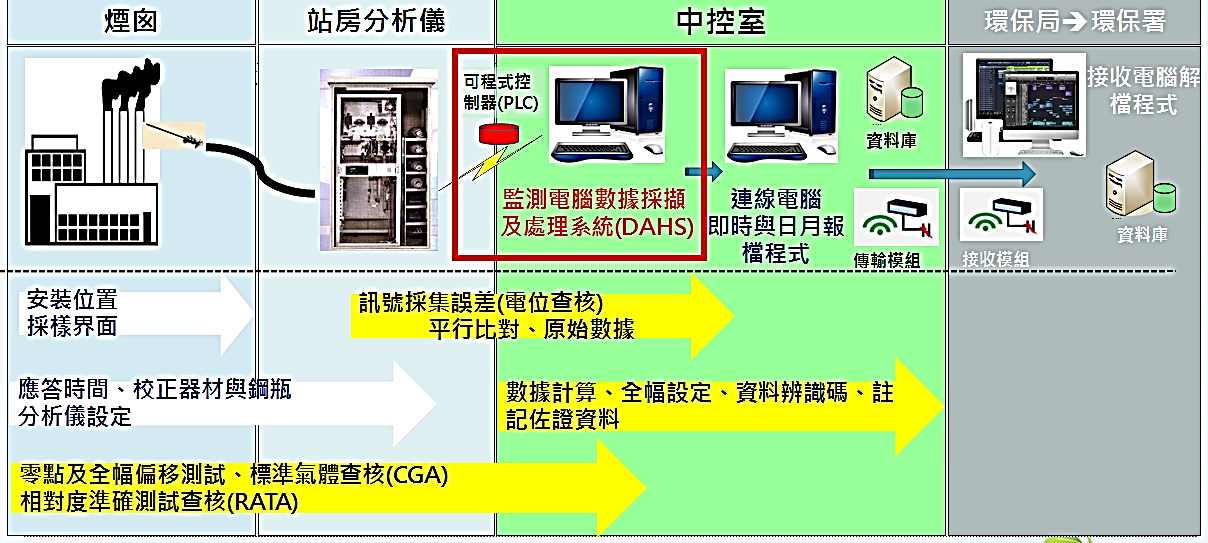 煙囪
站房分析儀
中控室
環保局→環保署
可程式控
制器(PLC)
監測電腦數據採擷
及處理系統(DAHS)
連線電腦
即時與日月報
檔程式
資料庫
傳輸模組
接收電腦解
檔程式
接收模組
資料庫
安裝位置
採樣界面
訊號採集誤差(電位查核)
平行比對、原始數據
應答時間、校正器材與鋼瓶
分析儀設定
數據計算、全幅設定、資料辨識碼、註
記佐證資料
零點及全幅偏移測試、標準氣體查核(CGA)
相對度準確測試查核(RATA)